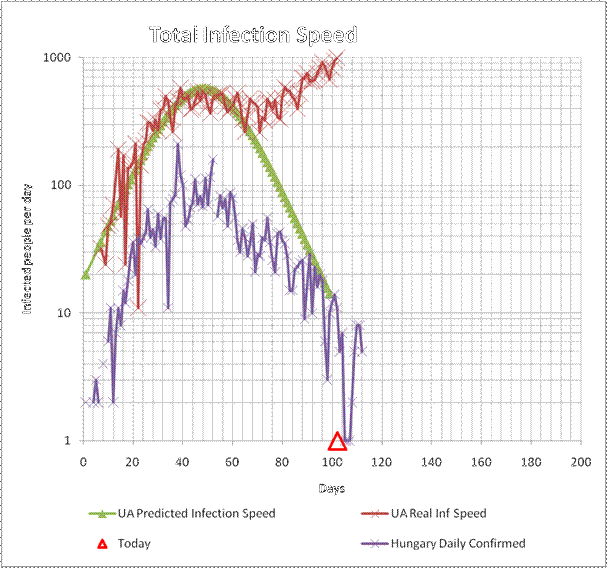 Total Infection Speed
Infected people per day
1000
100
10
1
0 20 40 60 80 100 120 140 160 180 200
Days
UA Predicted Infection Speed UA Real Inf Speed
Today Hungary Daily Confirmed